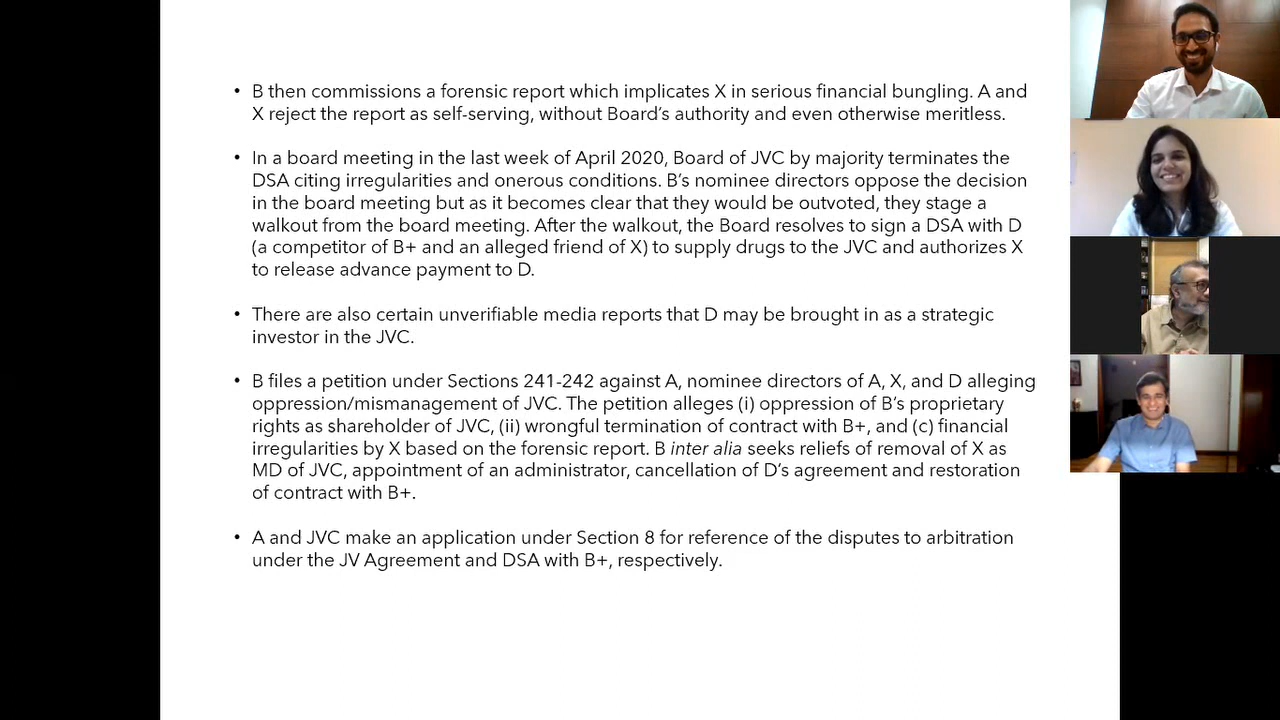 • B then commissions a forensic report which implicates X in serious financial bungling. A and
X reject the report as self-serving, without Board's authority and even otherwise meritless.
• In a board meeting in the last week of April 2020, Board of JVC by majority terminates the
DSA citing irregularities and onerous conditions. B's nominee directors oppose the decision
in the board meeting but as it becomes clear that they would be outvoted, they stage a
walkout from the board meeting. After the walkout, the Board resolves to sign a DSA with D
(a competitor of B+ and an alleged friend of X) to supply drugs to the JVC and authorizes X
to release advance payment to D.
• There are also certain unverifiable media reports that D may be brought in as a strategic
investor in the JVC.
• B files a petition under Sections 241-242 against A, nominee directors of A, X, and D alleging
oppression/mismanagement of JVC. The petition alleges (i) oppression of B's proprietary
rights as shareholder of JVC, (ii) wrongful termination of contract with B+, and (c) financial
irregularities by X based on the forensic report. B inter alia seeks reliefs of removal of X as
MD of JVC, appointment of an administrator, cancellation of D's agreement and restoration
of contract with B+.
• A and JVC make an application under Section 8 for reference of the disputes to arbitration
under the JV Agreement and DSA with B+, respectively.